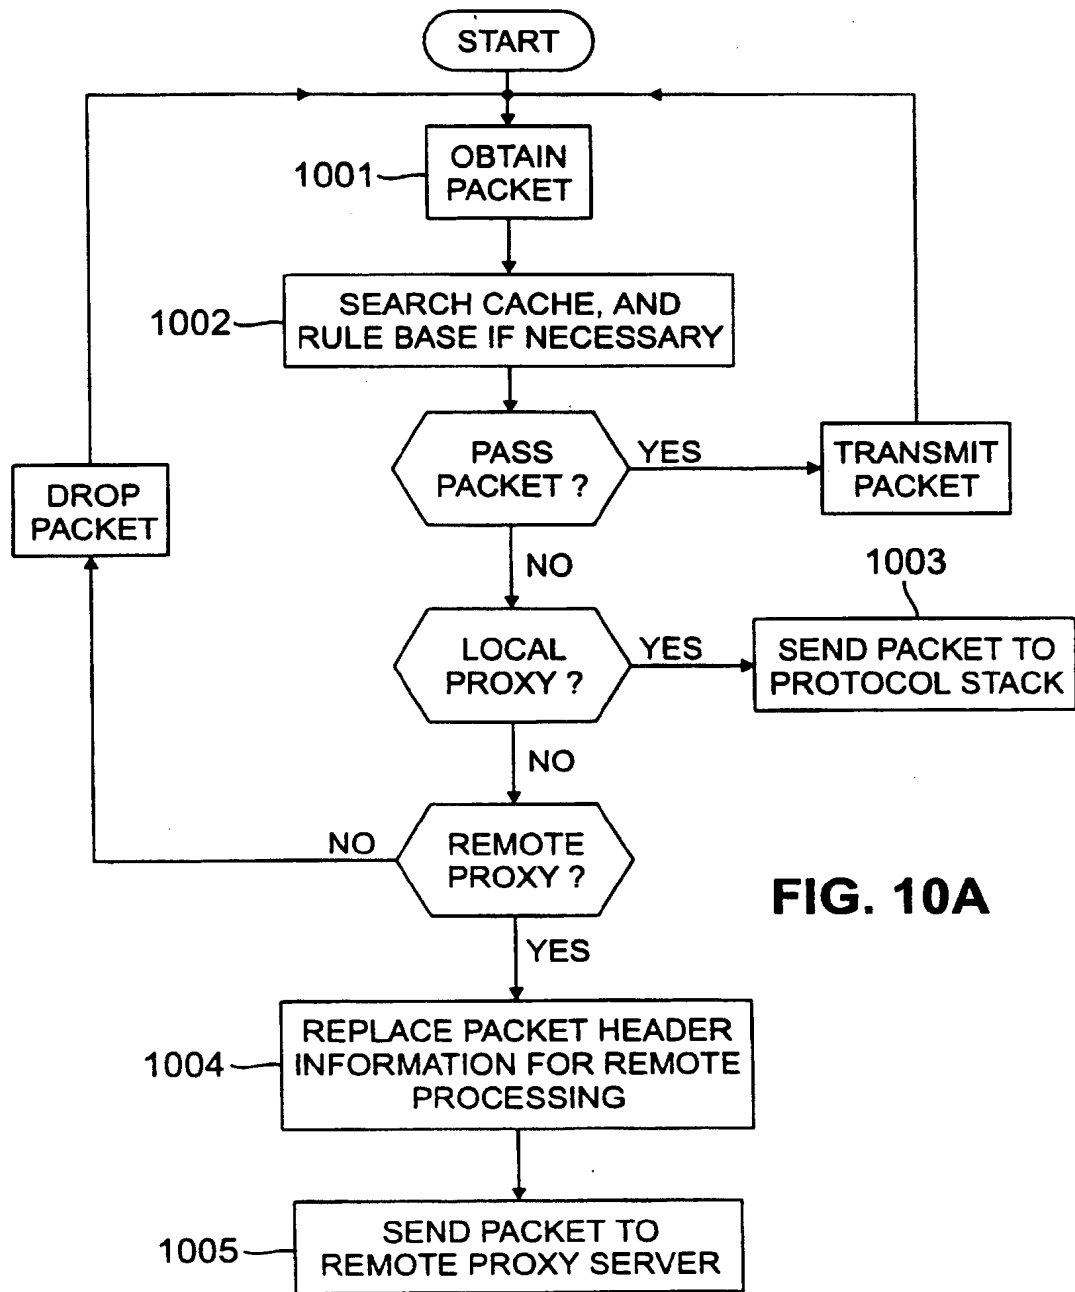 START
1001
OBTAIN
PACKET
1002
SEARCH CACHE, AND
RULE BASE IF NECESSARY
PASS
PACKET ?
YES
TRANSMIT
PACKET
DROP
PACKET
NO
1003
LOCAL
PROXY ?
YES
SEND PACKET TO
PROTOCOL STACK
NO
NO
REMOTE
PROXY ?
FIG. 10A
YES
1004
REPLACE PACKET HEADER
INFORMATION FOR REMOTE
PROCESSING
1005
SEND PACKET TO
REMOTE PROXY SERVER